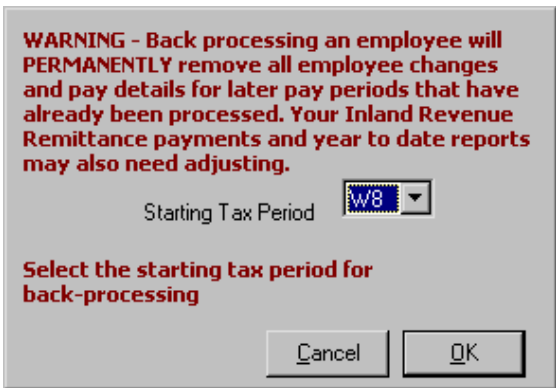 WARNING - Back processing an employee will
PERMANENTLY remove all employee changes
and pay details for later pay periods that have
already been processed. Your Inland Revenue
Remittance payments and year to date reports
may also need adjusting.
Starting Tax Period W8
Select the starting tax period for
back-processing
Cancel OK